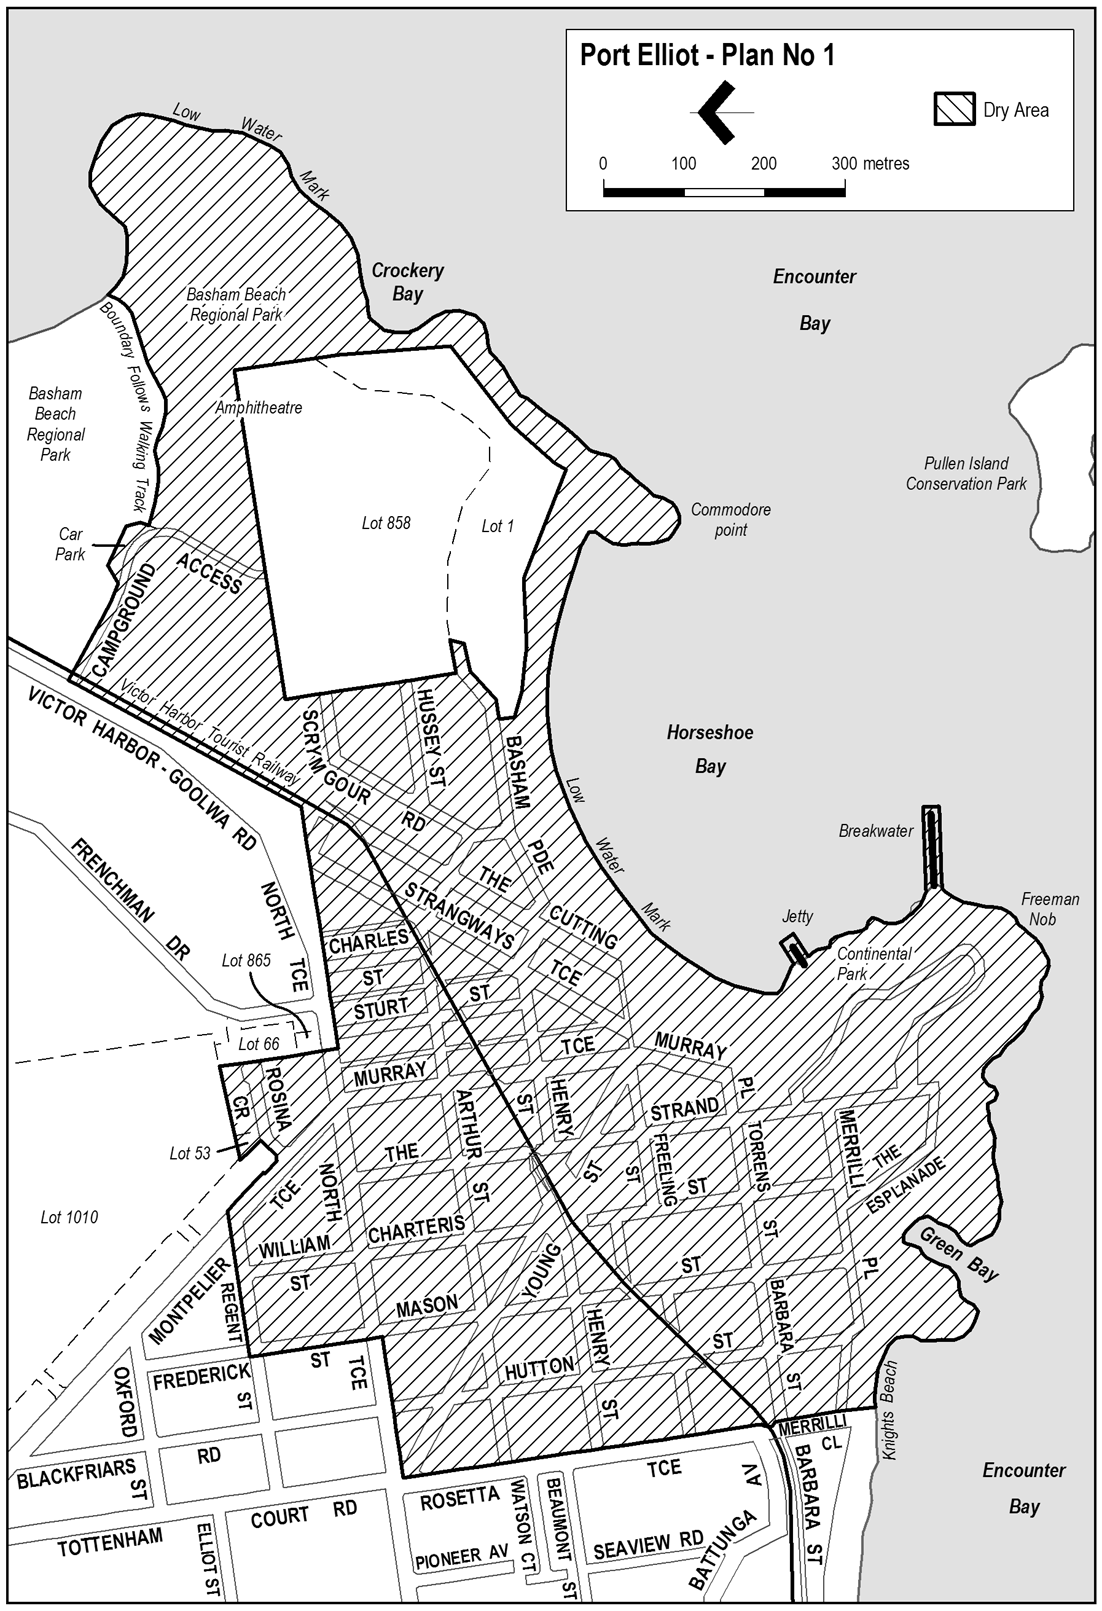 Port Elliot - Plan No 1
Dry Area
0 100 200 300 metres
Low Water Mark
Crockery
Bay
Encounter
Bay
Basham Beach
Regional Park
Boundary Follows Walking Track
Basham
Beach
Regional
Park
Amphitheatre
Pullen Island
Conservation Park
Lot 858
Lot 1
Commodore
point
Car
Park
ACCESS
CAMPGROUND
Victor Harbor Tourist Railway
VICTOR HARBOR - GOOLWA RD
SCRYMGOUR RD
HUSSEY ST
BASHAM PDE
Horseshoe
Bay
Low Water Mark
Breakwater
Jetty
Freeman
Nob
Continental
Park
FRENCHMAN DR
NORTH TCE
THE CUTTING
STRANGWAYS TCE
CHARLES ST
STURT ST
Lot 865
Lot 66
MURRAY TCE
MURRAY PL
ROSINA
CR
Lot 53
ARTHUR ST
ST
HENRY ST
THE STRAND
FREELING ST
ST
TORRENS ST
MERRILLI PL
THE ESPLANADE
Lot 1010
NORTH TCE
CHARTERIS ST
WILLIAM ST
MONTPELIER TCE
REGENT ST
YOUNG ST
MASON ST
HENRY ST
BARBARA ST
HUTTON ST
Green Bay
Knights Beach
OXFORD ST
FREDERICK ST
BLACKFRIARS RD
TOTTENHAM COURT RD
ELLIOT ST
ROSETTA TCE
WATSON CT
BEAUMONT ST
PIONEER AV
SEAVIEW RD
BATTUNGA AV
MERRILLI CL
BARBARA ST
Encounter
Bay